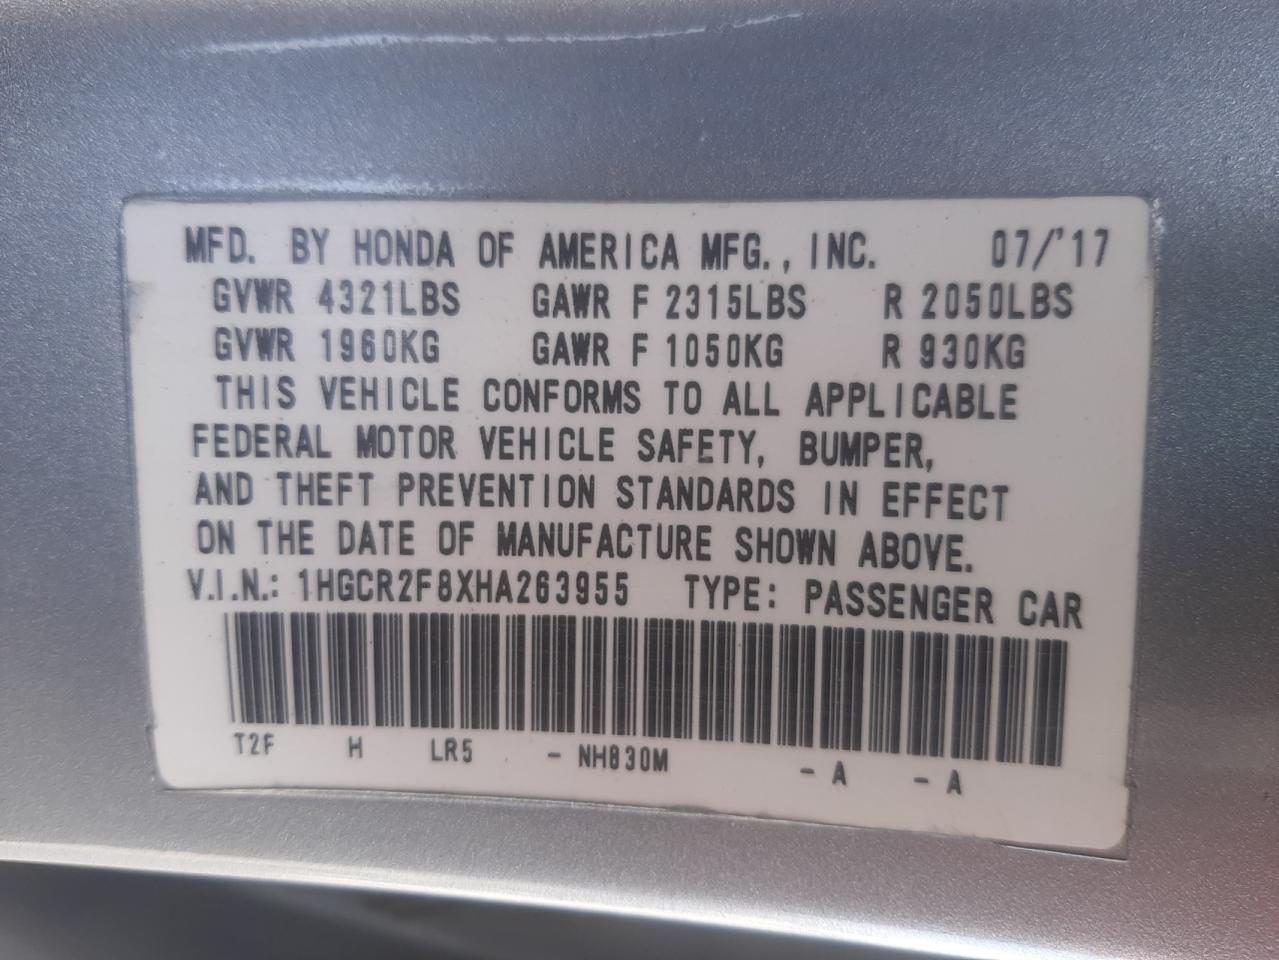 MFD. BY HONDA OF AMERICA MFG., INC. 07/'17
GVWR 4321LBS GAWR F 2315LBS R 2050LBS
GVWR 1960KG GAWR F 1050KG R 930KG
THIS VEHICLE CONFORMS TO ALL APPLICABLE
FEDERAL MOTOR VEHICLE SAFETY, BUMPER,
AND THEFT PREVENTION STANDARDS IN EFFECT
ON THE DATE OF MANUFACTURE SHOWN ABOVE.
V.I.N.: 1HGCR2F8XHA263955 TYPE: PASSENGER CAR
T2F H LR5 - NH830M - A - A